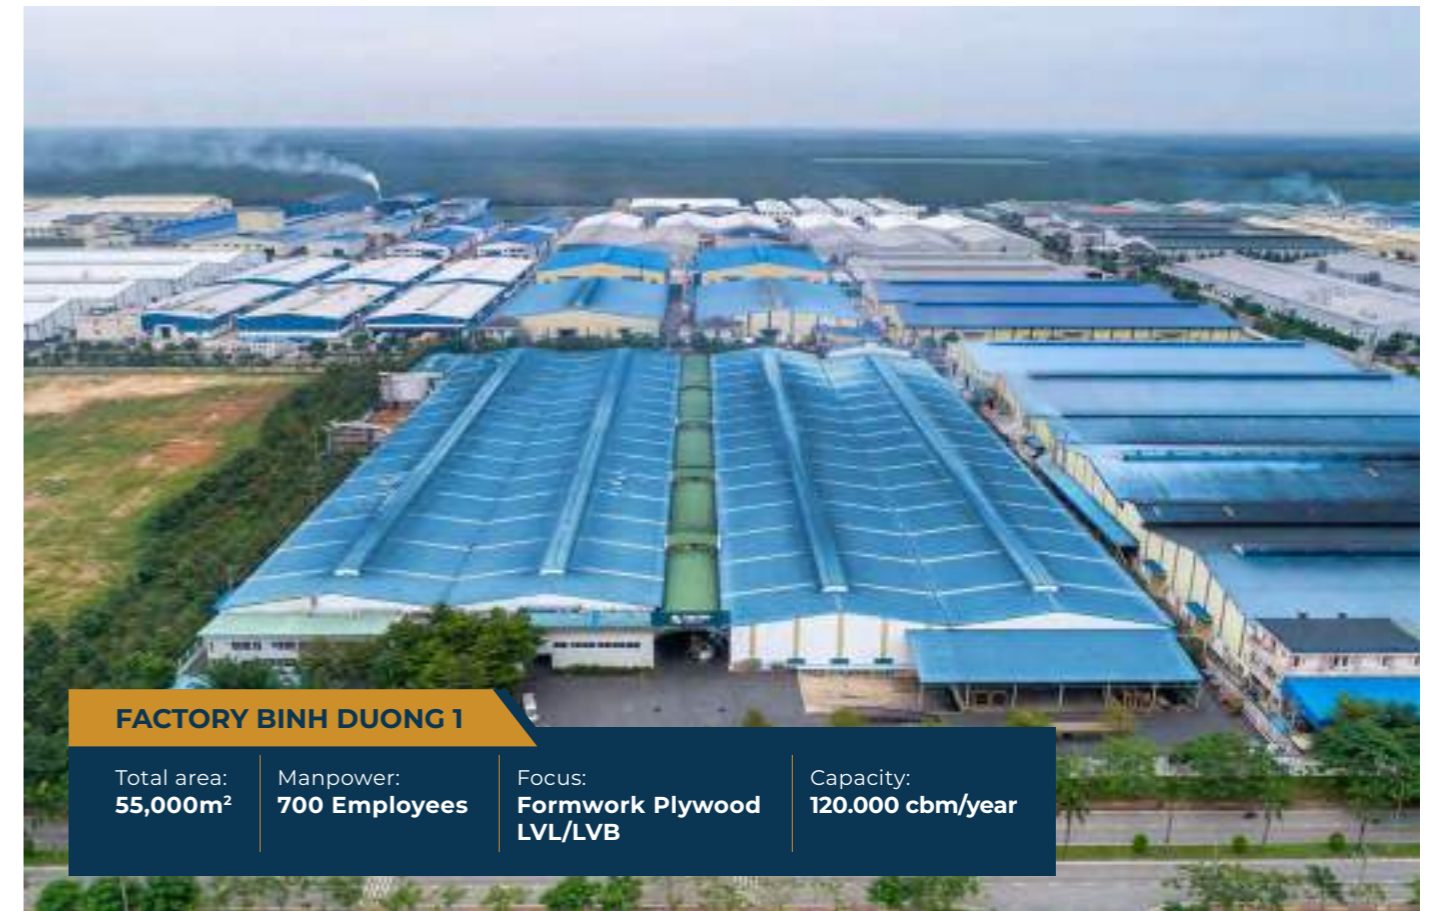 FACTORY BINH DUONG 1
Total area:
55,000m²
Manpower:
700 Employees
Focus:
Formwork Plywood
LVL/LVB
Capacity:
120.000 cbm/year